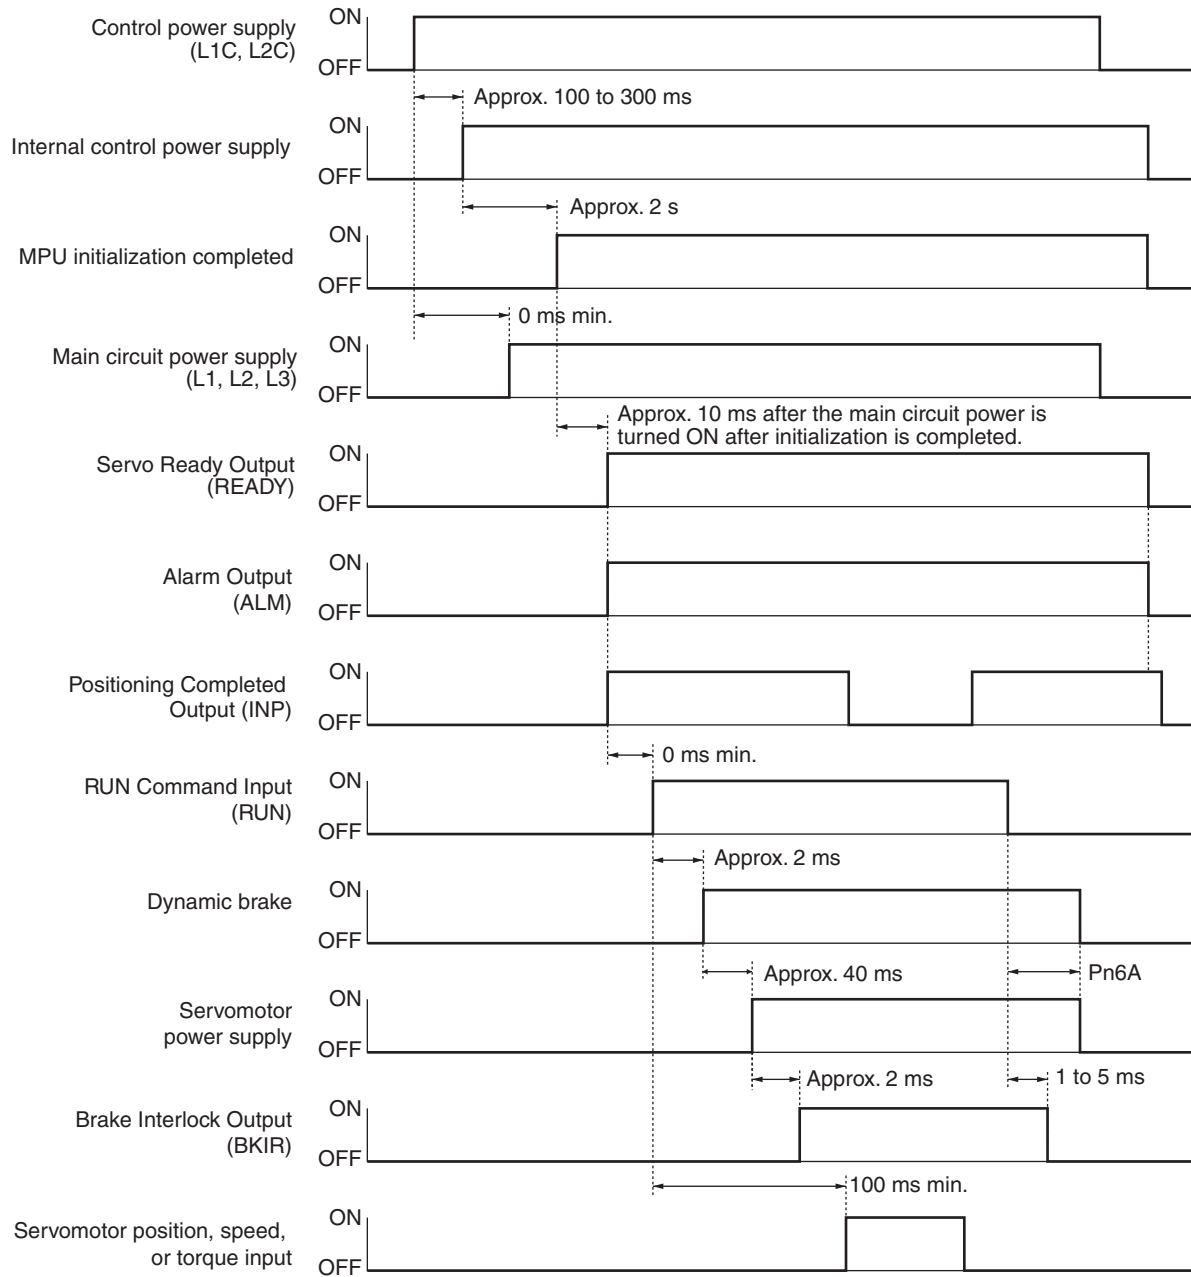 Control power supply
(L1C, L2C)
ON
OFF
Approx. 100 to 300 ms
Internal control power supply
ON
OFF
Approx. 2 s
MPU initialization completed
ON
OFF
0 ms min.
Main circuit power supply
(L1, L2, L3)
ON
OFF
Approx. 10 ms after the main circuit power is
turned ON after initialization is completed.
Servo Ready Output
(READY)
ON
OFF
Alarm Output
(ALM)
ON
OFF
Positioning Completed
Output (INP)
ON
OFF
0 ms min.
RUN Command Input
(RUN)
ON
OFF
Approx. 2 ms
Dynamic brake
ON
OFF
Approx. 40 ms
Pn6A
Servomotor
power supply
ON
OFF
Approx. 2 ms
1 to 5 ms
Brake Interlock Output
(BKIR)
ON
OFF
100 ms min.
Servomotor position, speed,
or torque input
ON
OFF